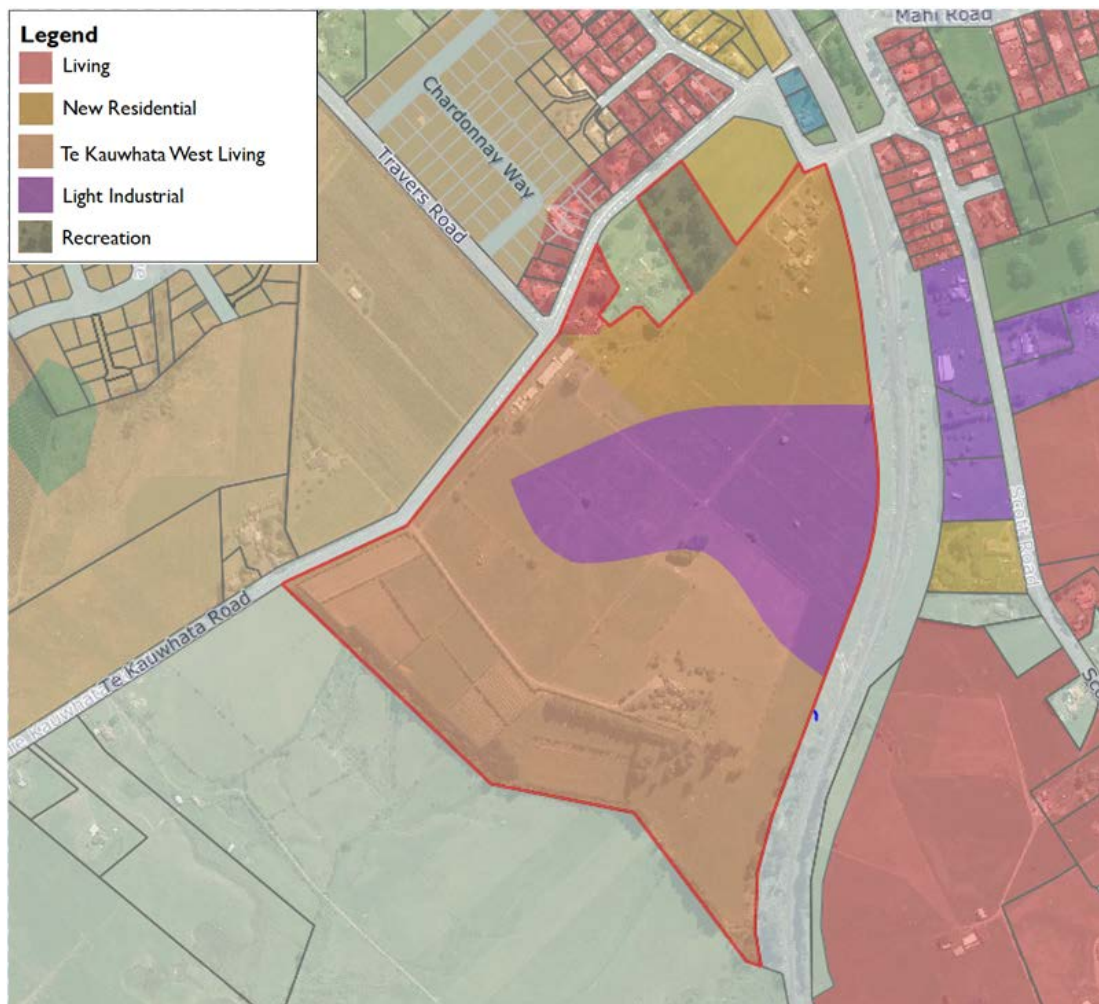 Legend
Living
New Residential
Te Kauwhata West Living
Light Industrial
Recreation
Mahi Road
Chardonnay Way
Travers Road
Scott Road
Te Kauwhata Road